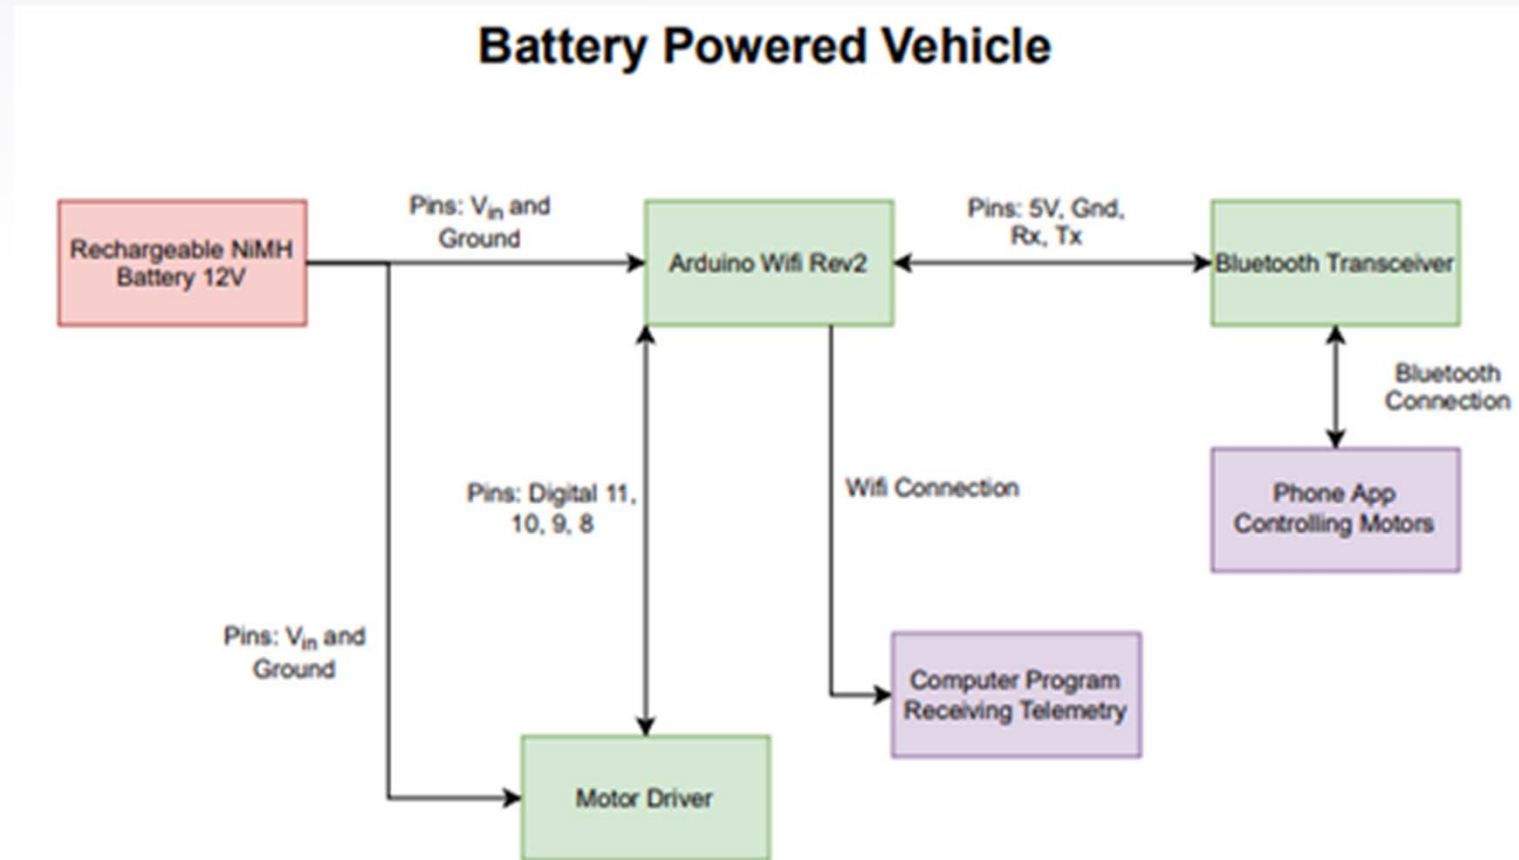 Battery Powered Vehicle
Pins: Vin and
Ground
Pins: 5V, Gnd,
Rx, Tx
Rechargeable NiMH
Battery 12V
Arduino Wifi Rev2
Bluetooth Transceiver
Bluetooth
Connection
Pins: Digital 11,
10, 9, 8
Wifi Connection
Phone App
Controlling Motors
Pins: Vin and
Ground
Computer Program
Receiving Telemetry
Motor Driver